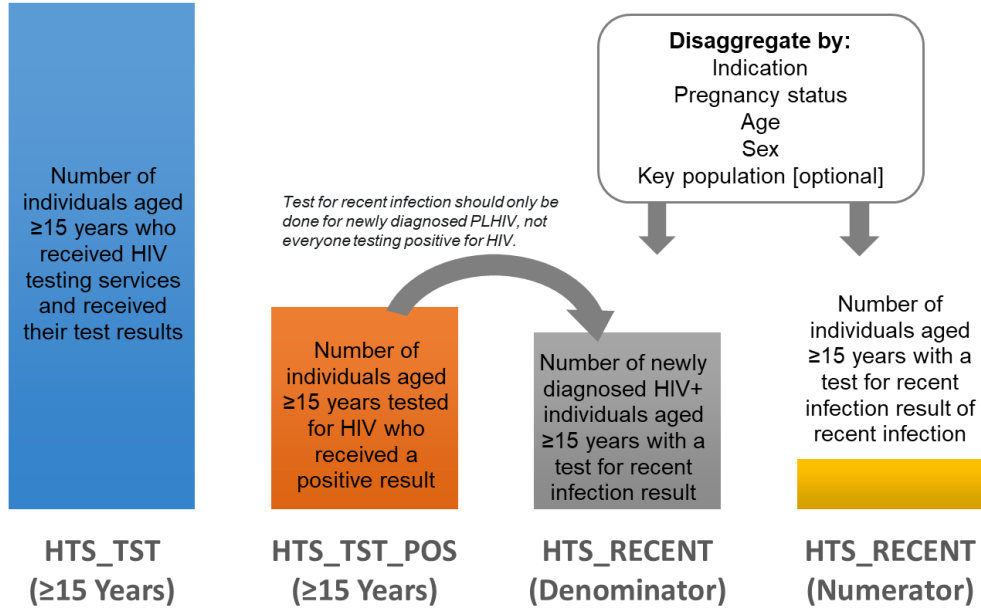 Disaggregate by:
Indication
Pregnancy status
Age
Sex
Key population [optional]
Number of
individuals aged
≥15 years who
received HIV
testing services
and received
their test results
Test for recent infection should only be
done for newly diagnosed PLHIV, not
everyone testing positive for HIV.
Number of
individuals aged
≥15 years tested
for HIV who
received a
positive result
Number of newly
diagnosed HIV+
individuals aged
≥15 years with a
test for recent
infection result
Number of
individuals aged
≥15 years with a
test for recent
infection result of
recent infection
HTS_TST
(≥15 Years)
HTS_TST_POS
(≥15 Years)
HTS_RECENT
(Denominator)
HTS_RECENT
(Numerator)